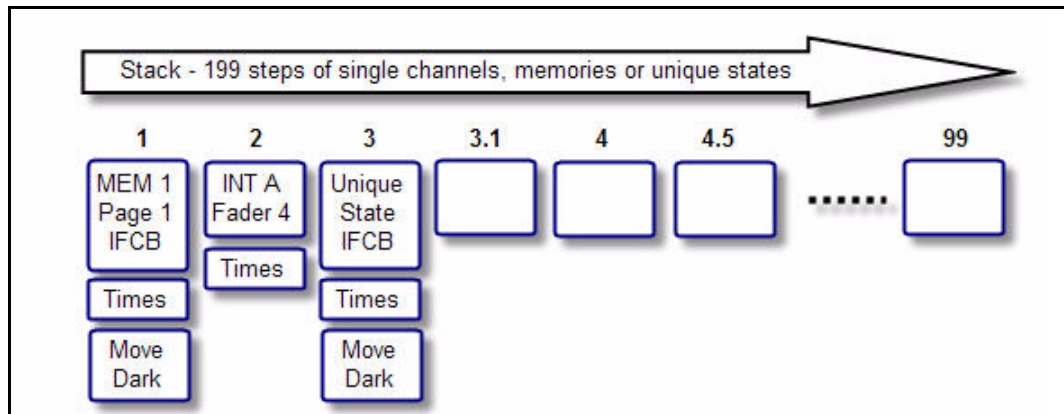 Stack - 199 steps of single channels, memories or unique states
1 2 3 3.1 4 4.5 99
MEM 1
Page 1
IFCB
Times
Move
Dark
INT A
Fader 4
Times
Unique
State
IFCB
Times
Move
Dark